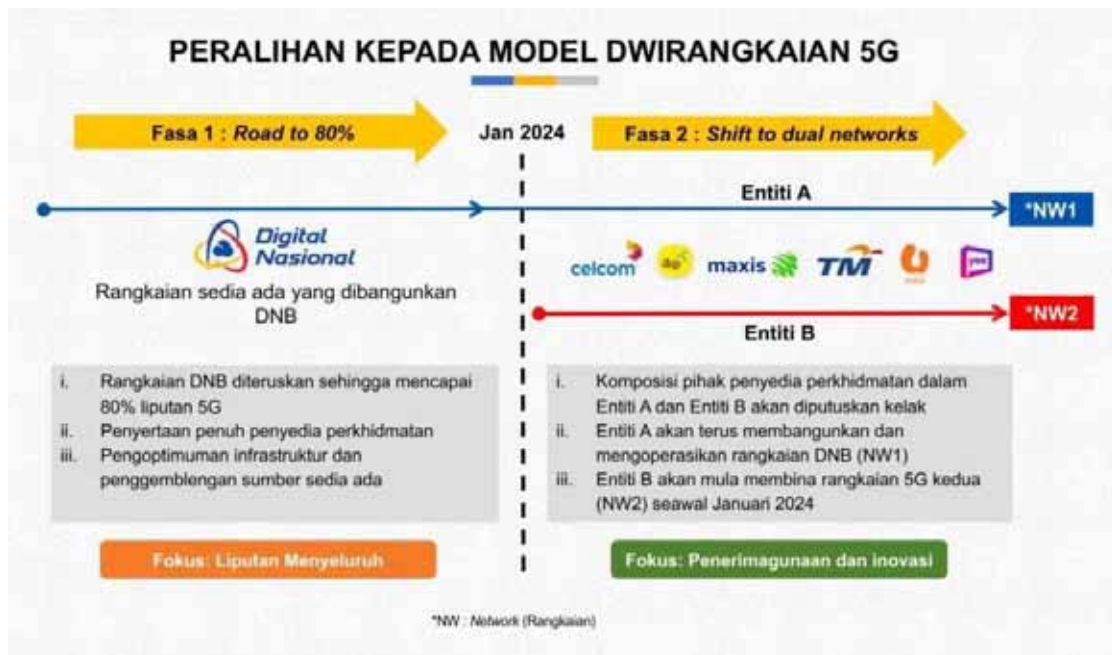 PERALIHAN KEPADA MODEL DWIRANGKAIAN 5G
Fasa 1 : Road to 80%
Jan 2024
Fasa 2 : Shift to dual networks
Entiti A
*NW1
Digital
Nasional
Rangkaian sedia ada yang dibangunkan
DNB
celcom
maxis
TM
U
yes
*NW2
Entiti B
i. Rangkaian DNB diteruskan sehingga mencapai
80% liputan 5G
ii. Penyertaan penuh penyedia perkhidmatan
iii. Pengoptimuman infrastruktur dan
penggemblengan sumber sedia ada
i. Komposisi pihak penyedia perkhidmatan dalam
Entiti A dan Entiti B akan diputuskan kelak
ii. Entiti A akan terus membangunkan dan
mengoperasikan rangkaian DNB (NW1)
iii. Entiti B akan mula membina rangkaian 5G kedua
(NW2) seawal Januari 2024
Fokus: Liputan Menyeluruh
Fokus: Penerimagunaan dan inovasi
*NW : Network (Rangkaian)